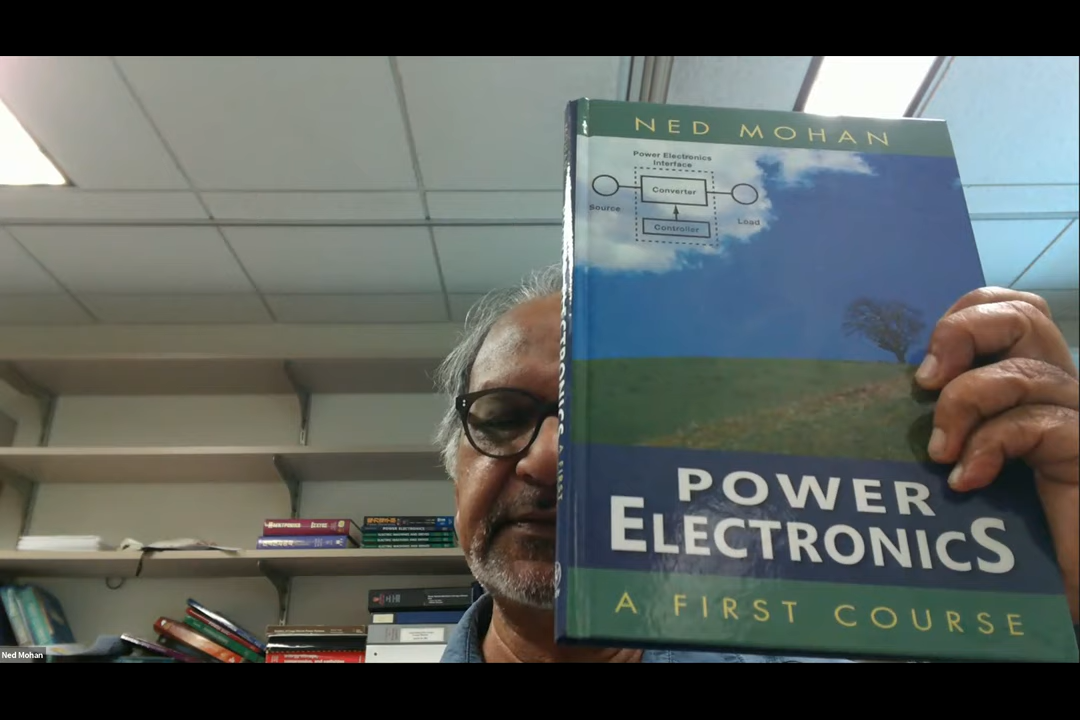 NED MOHAN
Power Electronics
Interface
Converter
Source
Load
Controller
POWER
ELECTRONICS
A FIRST COURSE
Ned Mohan